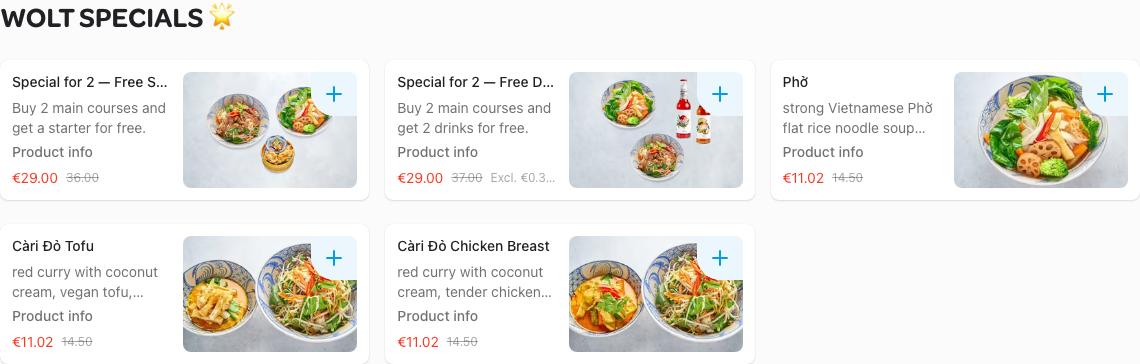 WOLT SPECIALS 🌟
Special for 2 — Free S...
Buy 2 main courses and
get a starter for free.
Product info
€29.00 36.00
Special for 2 — Free D...
Buy 2 main courses and
get 2 drinks for free.
Product info
€29.00 37.00 Excl. €0.3...
Phở
strong Vietnamese Phở
flat rice noodle soup...
Product info
€11.02 14.50
Càri Đỏ Tofu
red curry with coconut
cream, vegan tofu,...
Product info
€11.02 14.50
Càri Đỏ Chicken Breast
red curry with coconut
cream, tender chicken...
Product info
€11.02 14.50